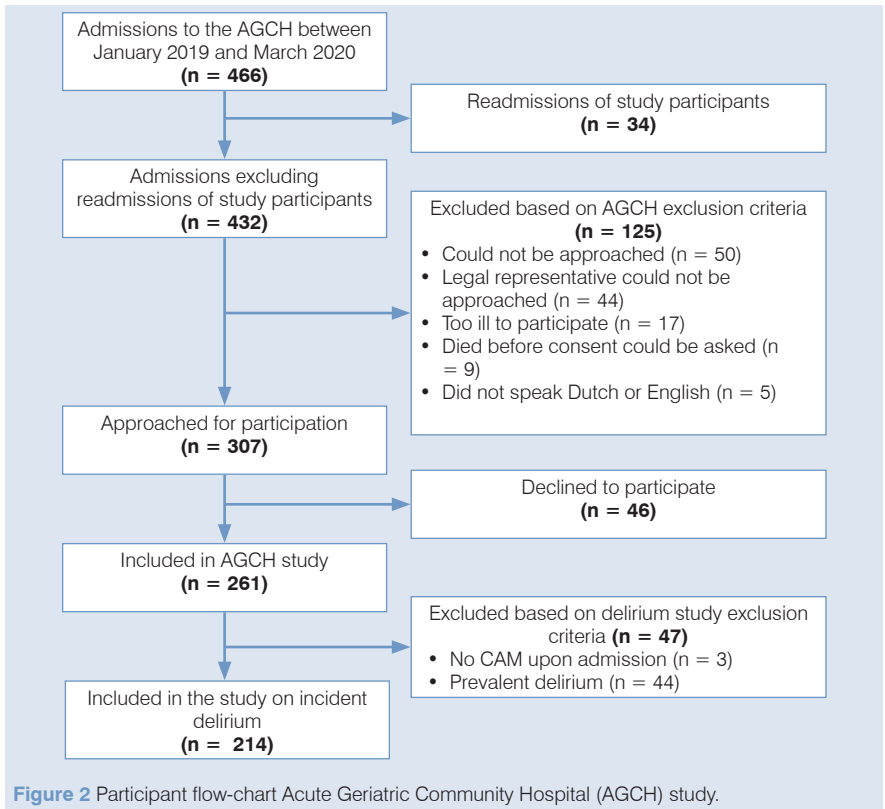 Admissions to the AGCH between
January 2019 and March 2020
(n = 466)
Readmissions of study participants
(n = 34)
Admissions excluding
readmissions of study participants
(n = 432)
Excluded based on AGCH exclusion criteria
(n = 125)
• Could not be approached (n = 50)
• Legal representative could not be
approached (n = 44)
• Too ill to participate (n = 17)
• Died before consent could be asked (n
= 9)
• Did not speak Dutch or English (n = 5)
Approached for participation
(n = 307)
Declined to participate
(n = 46)
Included in AGCH study
(n = 261)
Excluded based on delirium study exclusion
criteria (n = 47)
• No CAM upon admission (n = 3)
• Prevalent delirium (n = 44)
Included in the study on incident
delirium
(n = 214)
Figure 2 Participant flow-chart Acute Geriatric Community Hospital (AGCH) study.